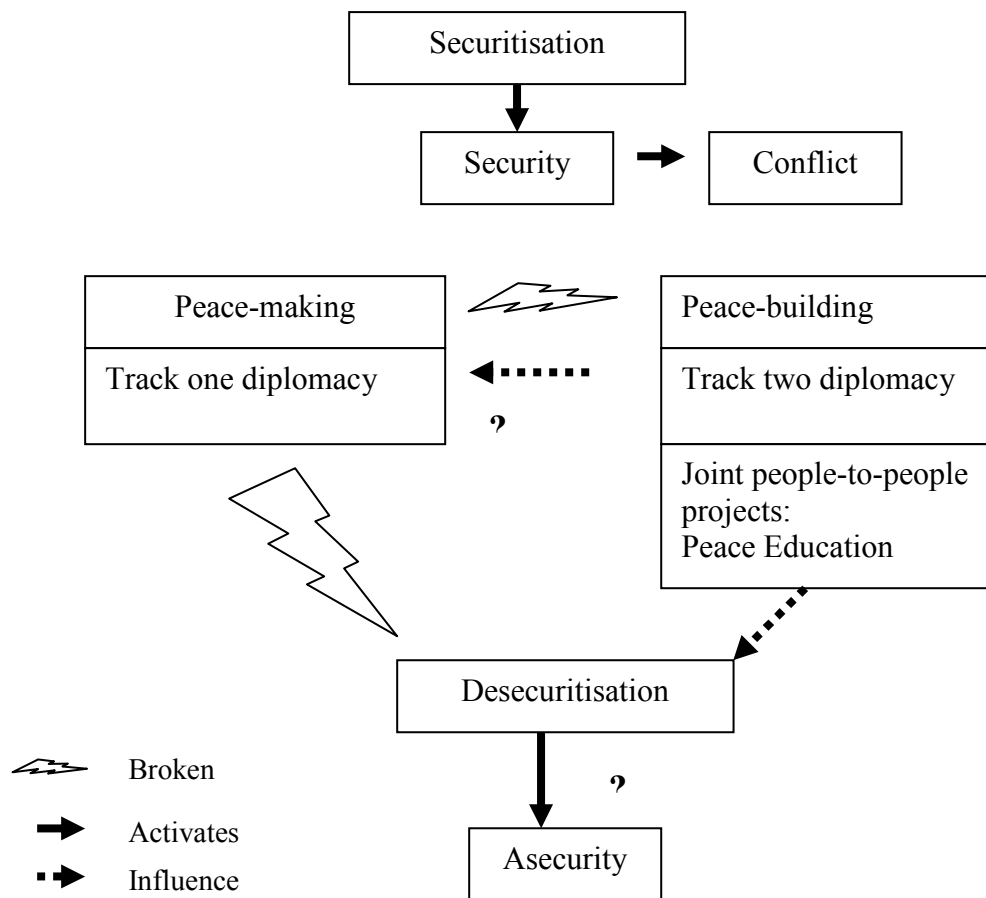 Securitisation
Security
Conflict
Peace-making
Peace-building
Track one diplomacy
Track two diplomacy
?
Joint people-to-people
projects:
Peace Education
Desecuritisation
Broken
?
Activates
Asecurity
Influence